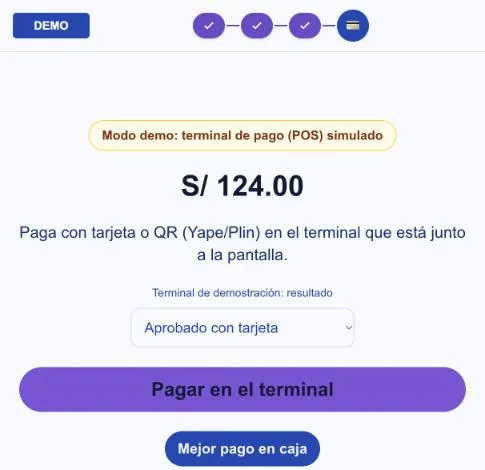 DEMO
Modo demo: terminal de pago (POS) simulado
S/ 124.00
Paga con tarjeta o QR (Yape/Plin) en el terminal que está junto
a la pantalla.
Terminal de demostración: resultado
Aprobado con tarjeta
Pagar en el terminal
Mejor pago en caja